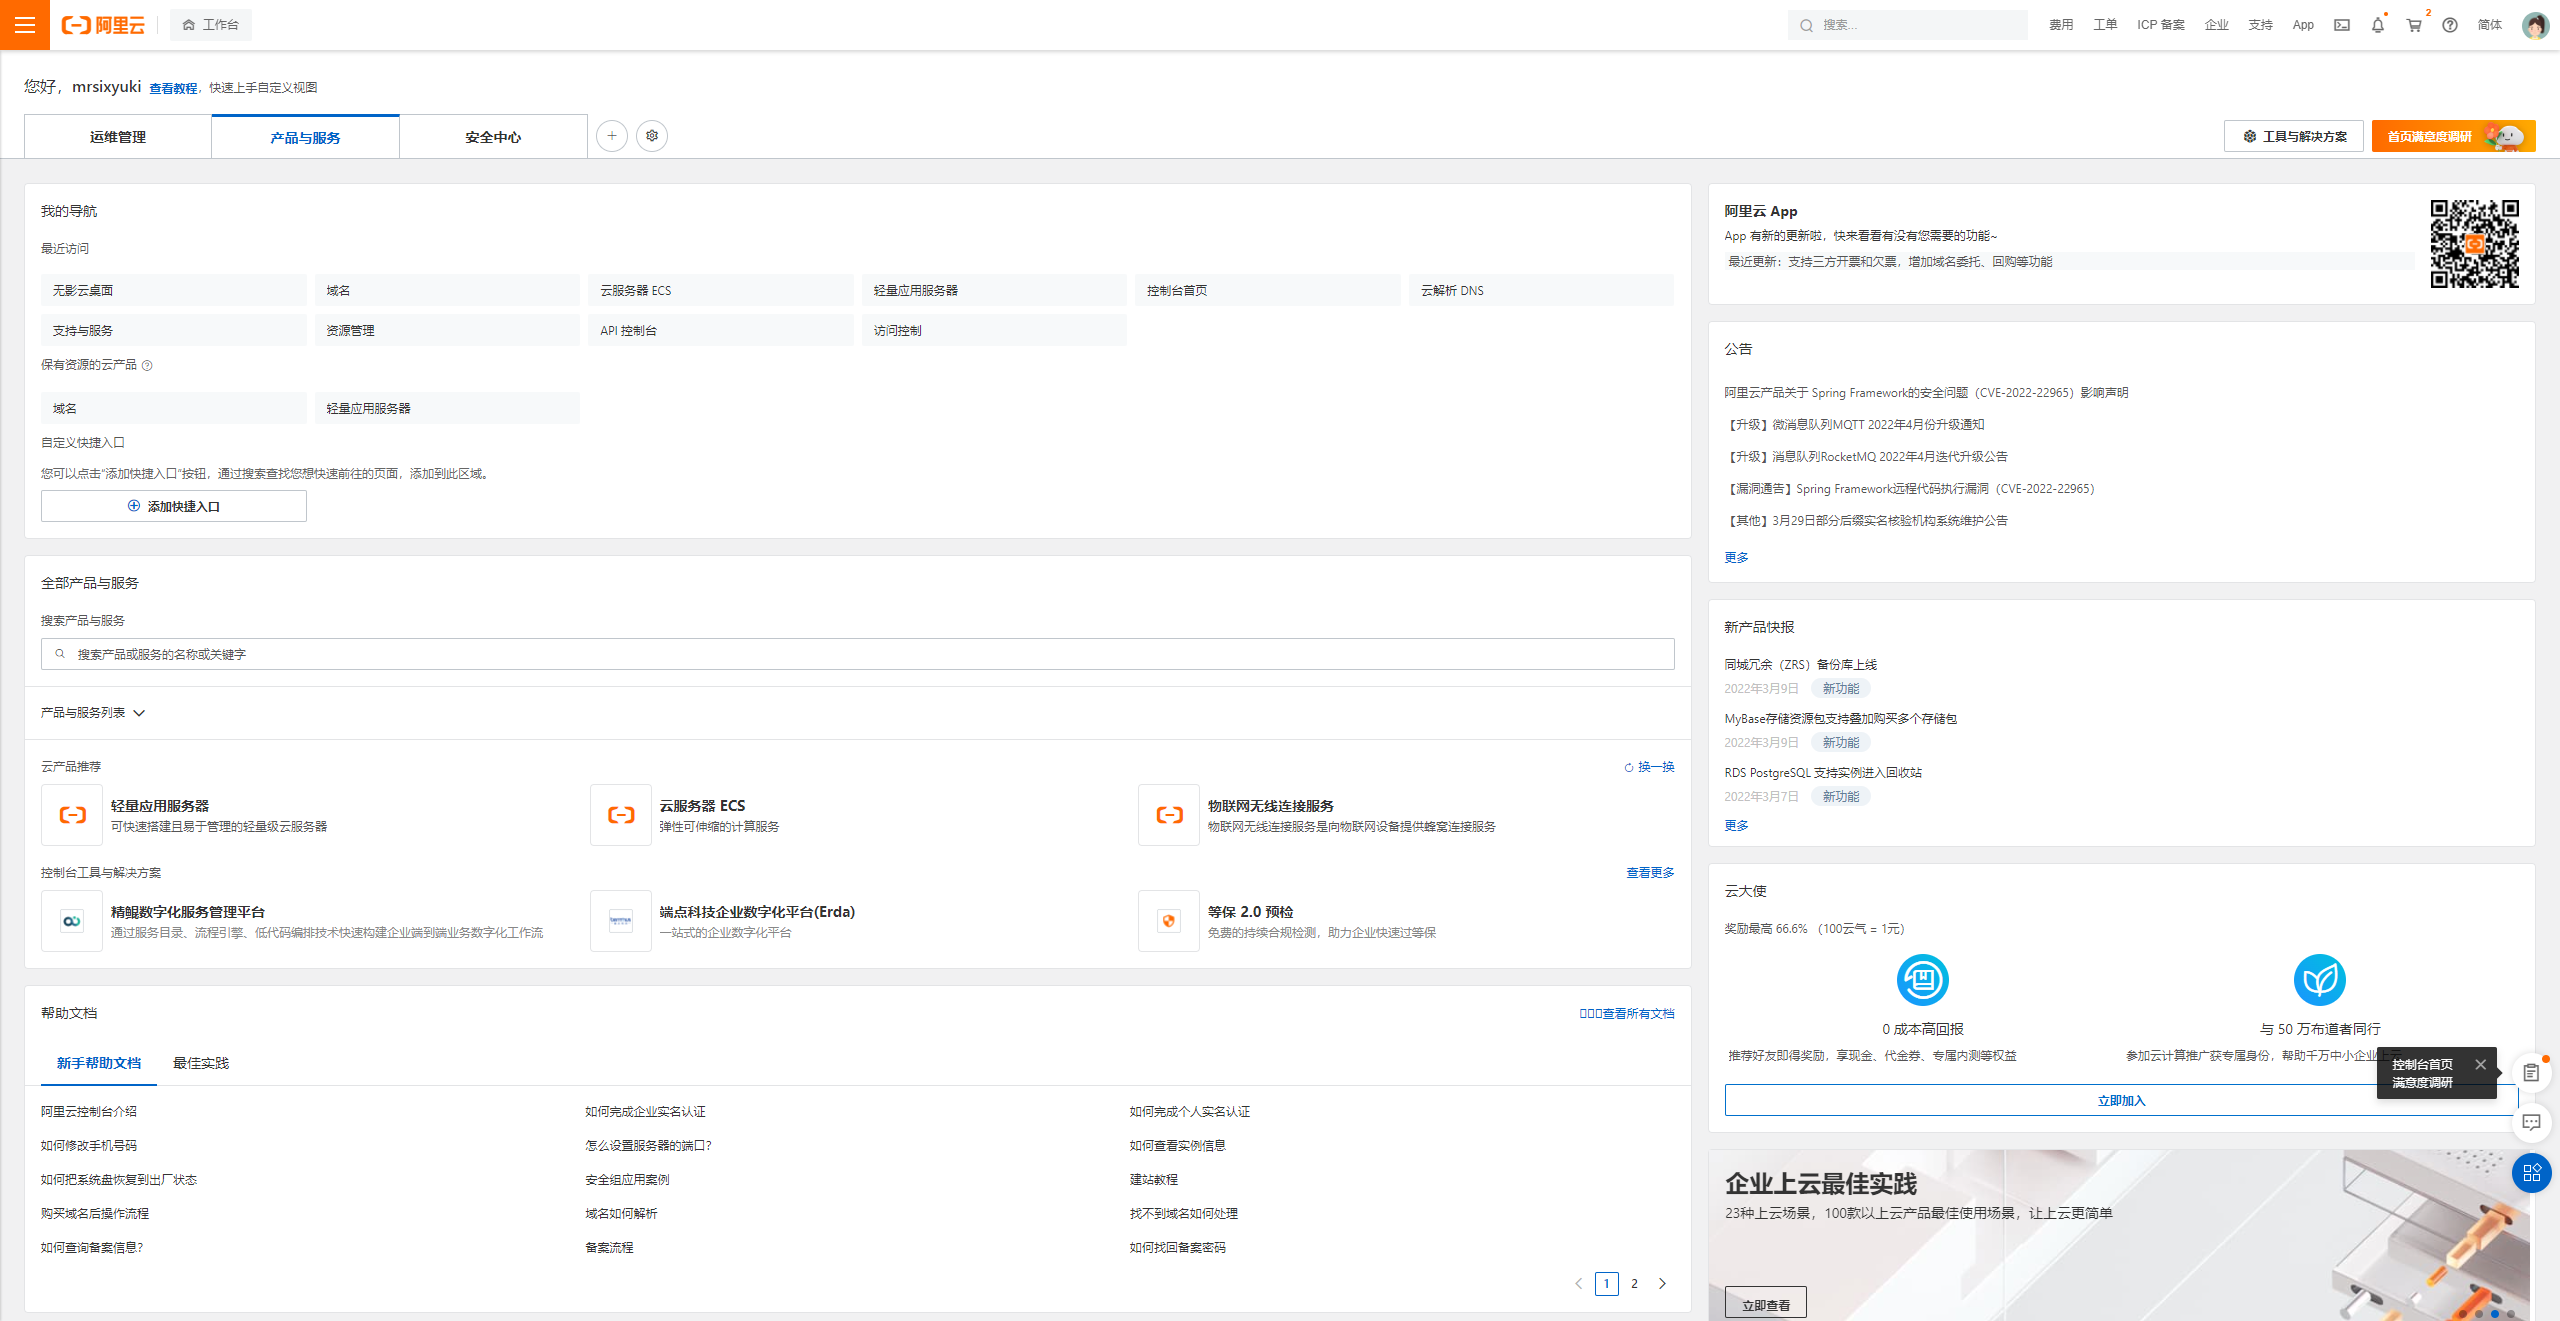 阿里云
工作台
搜索...
费用
工单
ICP 备案
企业
支持
App
2
简体
您好，mrsixyuki 查看教程，快速上手自定义视图
运维管理
产品与服务
安全中心
工具与解决方案
首页满意度调研
我的导航
最近访问
无影云桌面
域名
云服务器 ECS
轻量应用服务器
控制台首页
云解析 DNS
支持与服务
资源管理
API 控制台
访问控制
保有资源的云产品
域名
轻量应用服务器
自定义快捷入口
您可以点击“添加快捷入口”按钮，通过搜索查找您想快速前往的页面，添加到此区域。
添加快捷入口
全部产品与服务
搜索产品与服务
搜索产品或服务的名称或关键字
产品与服务列表
云产品推荐
换一换
轻量应用服务器
可快速搭建且易于管理的轻量级云服务器
云服务器 ECS
弹性可伸缩的计算服务
物联网无线连接服务
物联网无线连接服务是向物联网设备提供蜂窝连接服务
控制台工具与解决方案
查看更多
精鲲数字化服务管理平台
通过服务目录、流程引擎、低代码编排技术快速构建企业端到端业务数字化工作流
端点科技企业数字化平台(Erda)
一站式的企业数字化平台
等保 2.0 预检
免费的持续合规检测，助力企业快速过等保
帮助文档
查看所有文档
新手帮助文档
最佳实践
阿里云控制台介绍
如何完成企业实名认证
如何完成个人实名认证
如何修改手机号码
怎么设置服务器的端口?
如何查看实例信息
如何把系统盘恢复到出厂状态
安全组应用案例
建站教程
购买域名后操作流程
域名如何解析
找不到域名如何处理
如何查询备案信息?
备案流程
如何找回备案密码
1
2
阿里云 App
App 有新的更新啦，快来看看有没有您需要的功能~
最近更新：支持三方开票和欠票，增加域名委托、回购等功能
公告
阿里云产品关于 Spring Framework的安全问题（CVE-2022-22965）影响声明
【升级】微消息队列MQTT 2022年4月份升级通知
【升级】消息队列RocketMQ 2022年4月迭代升级公告
【漏洞通告】Spring Framework远程代码执行漏洞（CVE-2022-22965）
【其他】3月29日部分后缀实名核验机构系统维护公告
更多
新产品快报
同城冗余（ZRS）备份库上线
2022年3月9日
新功能
MyBase存储资源包支持叠加购买多个存储包
2022年3月9日
新功能
RDS PostgreSQL 支持实例进入回收站
2022年3月7日
新功能
更多
云大使
奖励最高 66.6% （100云气 = 1元）
0 成本高回报
推荐好友即得奖励，享现金、代金券、专属内测等权益
与 50 万布道者同行
参加云计算推广获专属身份，帮助千万中小企业上云
控制台首页
满意度调研
立即加入
企业上云最佳实践
23种上云场景，100款以上云产品最佳使用场景，让上云更简单
立即查看